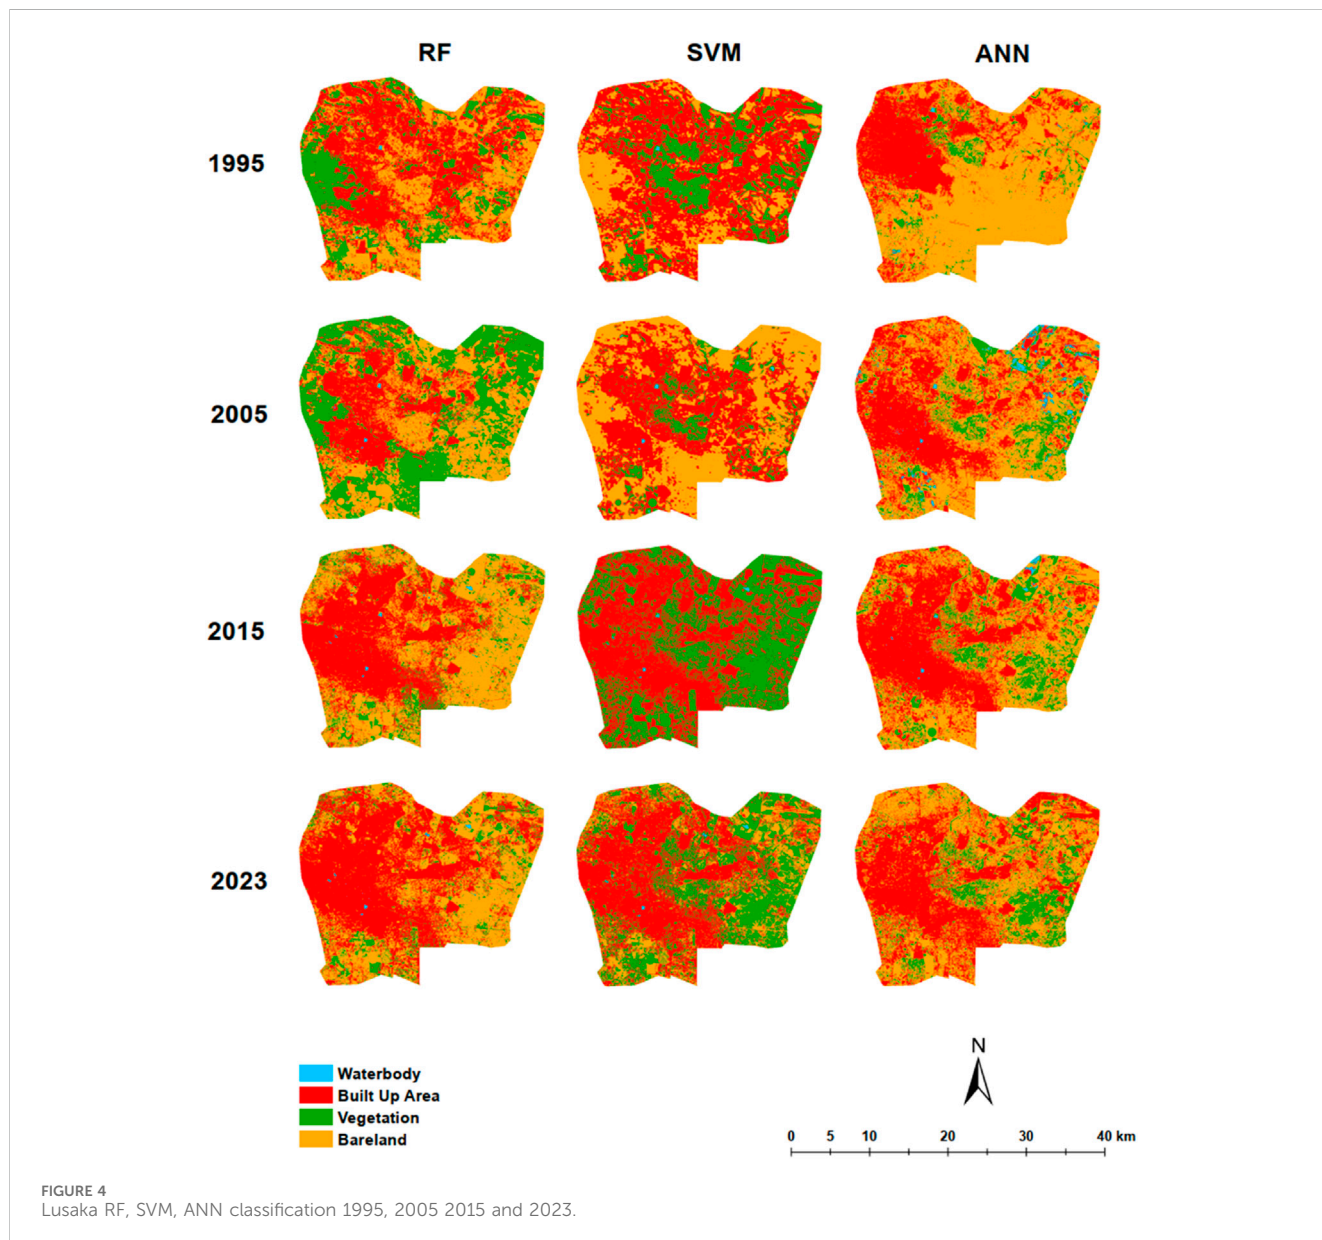 RF SVM ANN
1995
2005
2015
2023
N
Waterbody
Built Up Area
Vegetation
Bareland
0 5 10 20 30 40 km
FIGURE 4
Lusaka RF, SVM, ANN classification 1995, 2005 2015 and 2023.